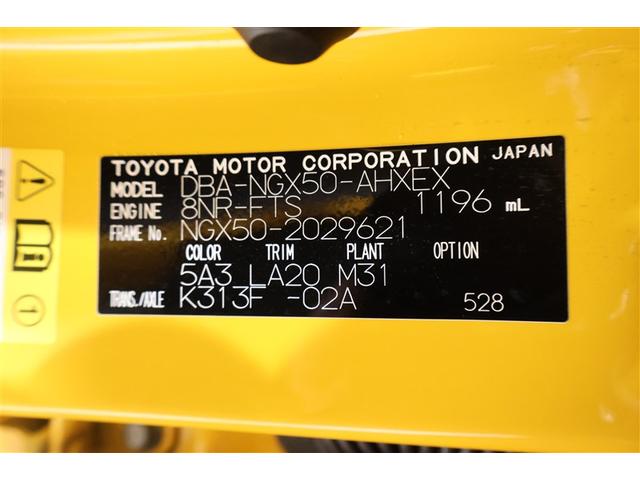 TOYOTA MOTOR CORPORATION JAPAN
MODEL DBA-NGX50-AHXEX
ENGINE 8NR-FTS 1196 mL
FRAME No. NGX50-2029621
COLOR TRIM PLANT OPTION
5A3 LA20 M31
TRANS./AXLE K313F -02A 528
1